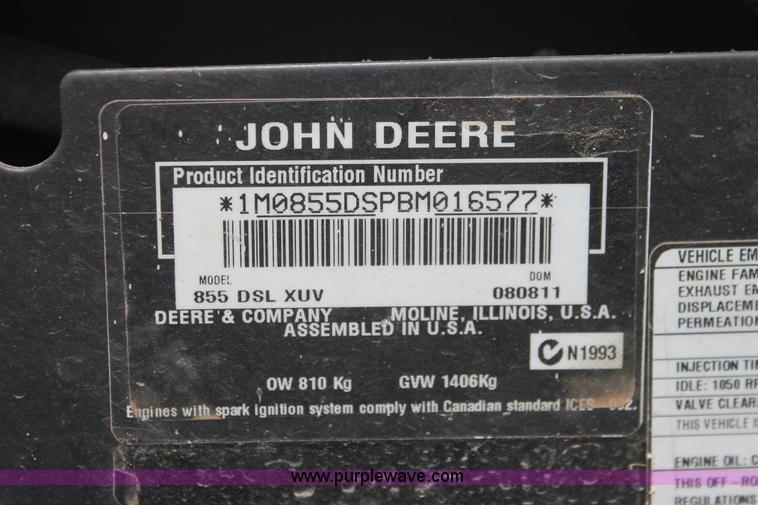 JOHN DEERE
Product Identification Number
*1M0855DSPBM016577*
MODEL DOM
855 DSL XUV 080811
DEERE & COMPANY MOLINE, ILLINOIS, U.S.A.
ASSEMBLED IN U.S.A.
N1993
OW 810 Kg GVW 1406Kg
Engines with spark ignition system comply with Canadian standard ICES - 002.
VEHICLE EM
ENGINE FAM
EXHAUST EM
DISPLACEME
PERMEATION
INJECTION TI
IDLE: 1050 RP
VALVE CLEAR
THIS VEHICLE I
ENGINE OIL: C
THIS OFF-RO
REGULATIONS
www.purplewave.com